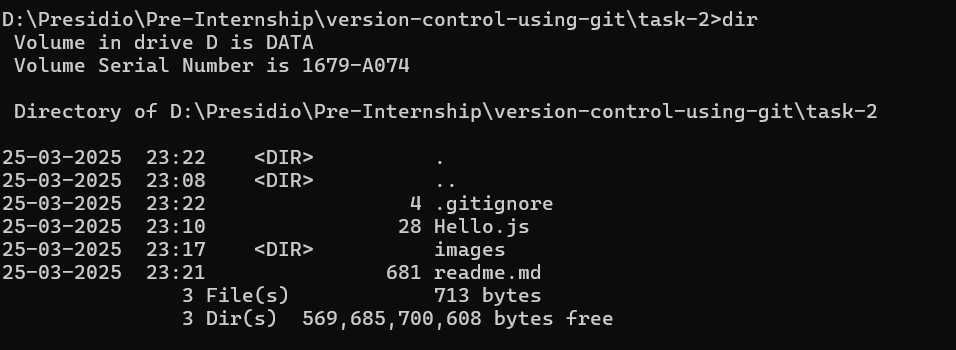 D:\Presidio\Pre-Internship\version-control-using-git\task-2>dir
 Volume in drive D is DATA
 Volume Serial Number is 1679-A074

 Directory of D:\Presidio\Pre-Internship\version-control-using-git\task-2

25-03-2025  23:22    <DIR>          .
25-03-2025  23:08    <DIR>          ..
25-03-2025  23:22                 4 .gitignore
25-03-2025  23:10                28 Hello.js
25-03-2025  23:17    <DIR>          images
25-03-2025  23:21               681 readme.md
               3 File(s)            713 bytes
               3 Dir(s)  569,685,700,608 bytes free